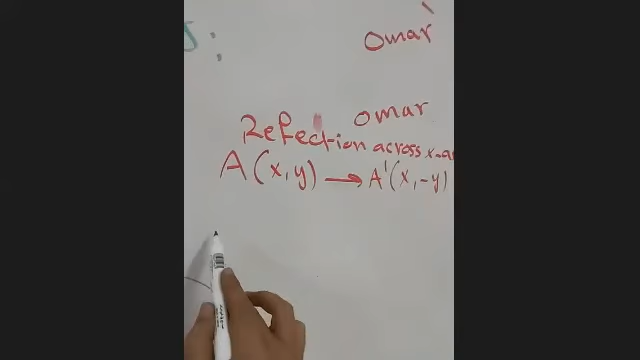 Omar
Omar
Refection across x-a
A(x,y) → A'(x,-y)